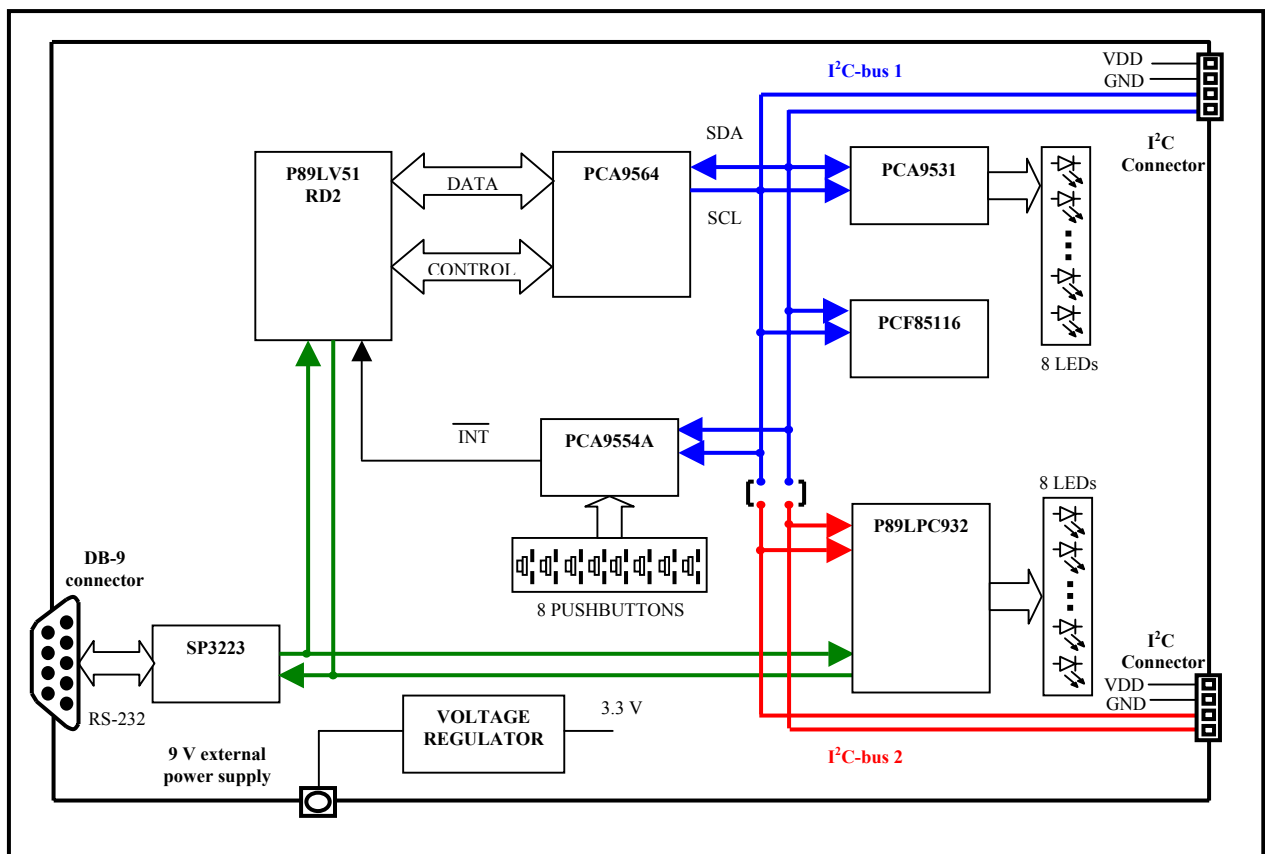 I²C-bus 1
VDD
GND
I²C
Connector
SDA
SCL
P89LV51
RD2
DATA
CONTROL
PCA9564
PCA9531
8 LEDs
PCF85116
INT
PCA9554A
8 PUSHBUTTONS
P89LPC932
8 LEDs
DB-9
connector
RS-232
SP3223
VOLTAGE
REGULATOR
3.3 V
9 V external
power supply
I²C-bus 2
I²C
Connector
VDD
GND